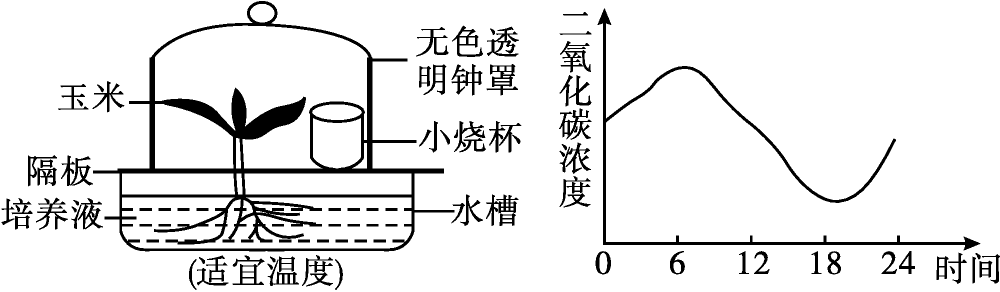 无色透
明钟罩
玉米
小烧杯
隔板
培养液
水槽
(适宜温度)
二氧化碳浓度
0
6
12
18
24
时间